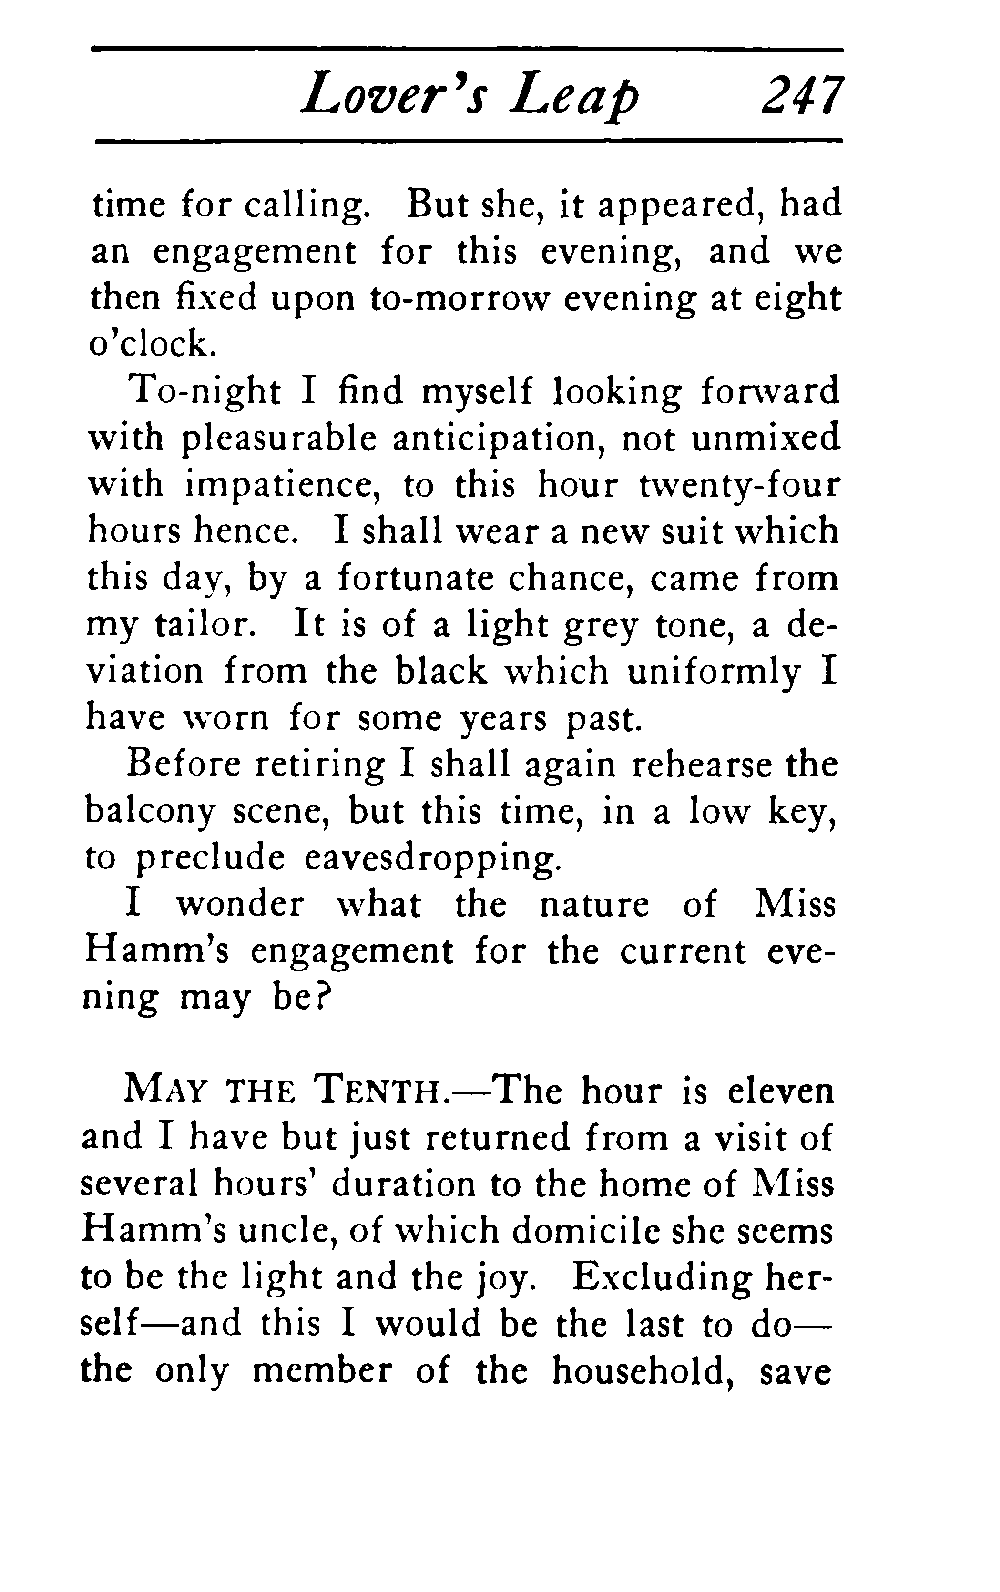 Lover's Leap 247
time for calling. But she, it appeared, had
an engagement for this evening, and we
then fixed upon to-morrow evening at eight
o'clock.
To-night I find myself looking forward
with pleasurable anticipation, not unmixed
with impatience, to this hour twenty-four
hours hence. I shall wear a new suit which
this day, by a fortunate chance, came from
my tailor. It is of a light grey tone, a de-
viation from the black which uniformly I
have worn for some years past.
Before retiring I shall again rehearse the
balcony scene, but this time, in a low key,
to preclude eavesdropping.
I wonder what the nature of Miss
Hamm's engagement for the current eve-
ning may be?
MAY THE TENTH.—The hour is eleven
and I have but just returned from a visit of
several hours' duration to the home of Miss
Hamm's uncle, of which domicile she seems
to be the light and the joy. Excluding her-
self—and this I would be the last to do—
the only member of the household, save